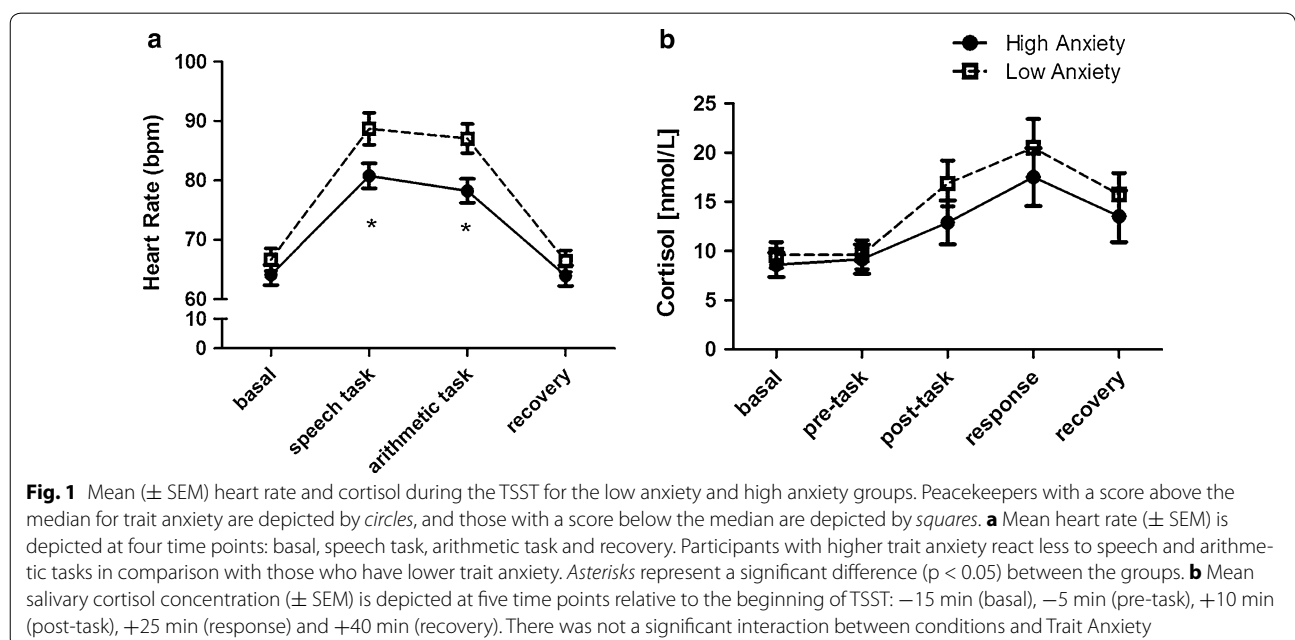 a
100
90
80
70
60
10
0
Heart Rate (bpm)
* *
basal
speech task
arithmetic task
recovery
b
High Anxiety
Low Anxiety
25
20
15
10
5
0
Cortisol [nmol/L]
basal
pre-task
post-task
response
recovery
Fig. 1 Mean (± SEM) heart rate and cortisol during the TSST for the low anxiety and high anxiety groups. Peacekeepers with a score above the
median for trait anxiety are depicted by circles, and those with a score below the median are depicted by squares. a Mean heart rate (± SEM) is
depicted at four time points: basal, speech task, arithmetic task and recovery. Participants with higher trait anxiety react less to speech and arithme-
tic tasks in comparison with those who have lower trait anxiety. Asterisks represent a significant difference (p < 0.05) between the groups. b Mean
salivary cortisol concentration (± SEM) is depicted at five time points relative to the beginning of TSST: −15 min (basal), −5 min (pre-task), +10 min
(post-task), +25 min (response) and +40 min (recovery). There was not a significant interaction between conditions and Trait Anxiety